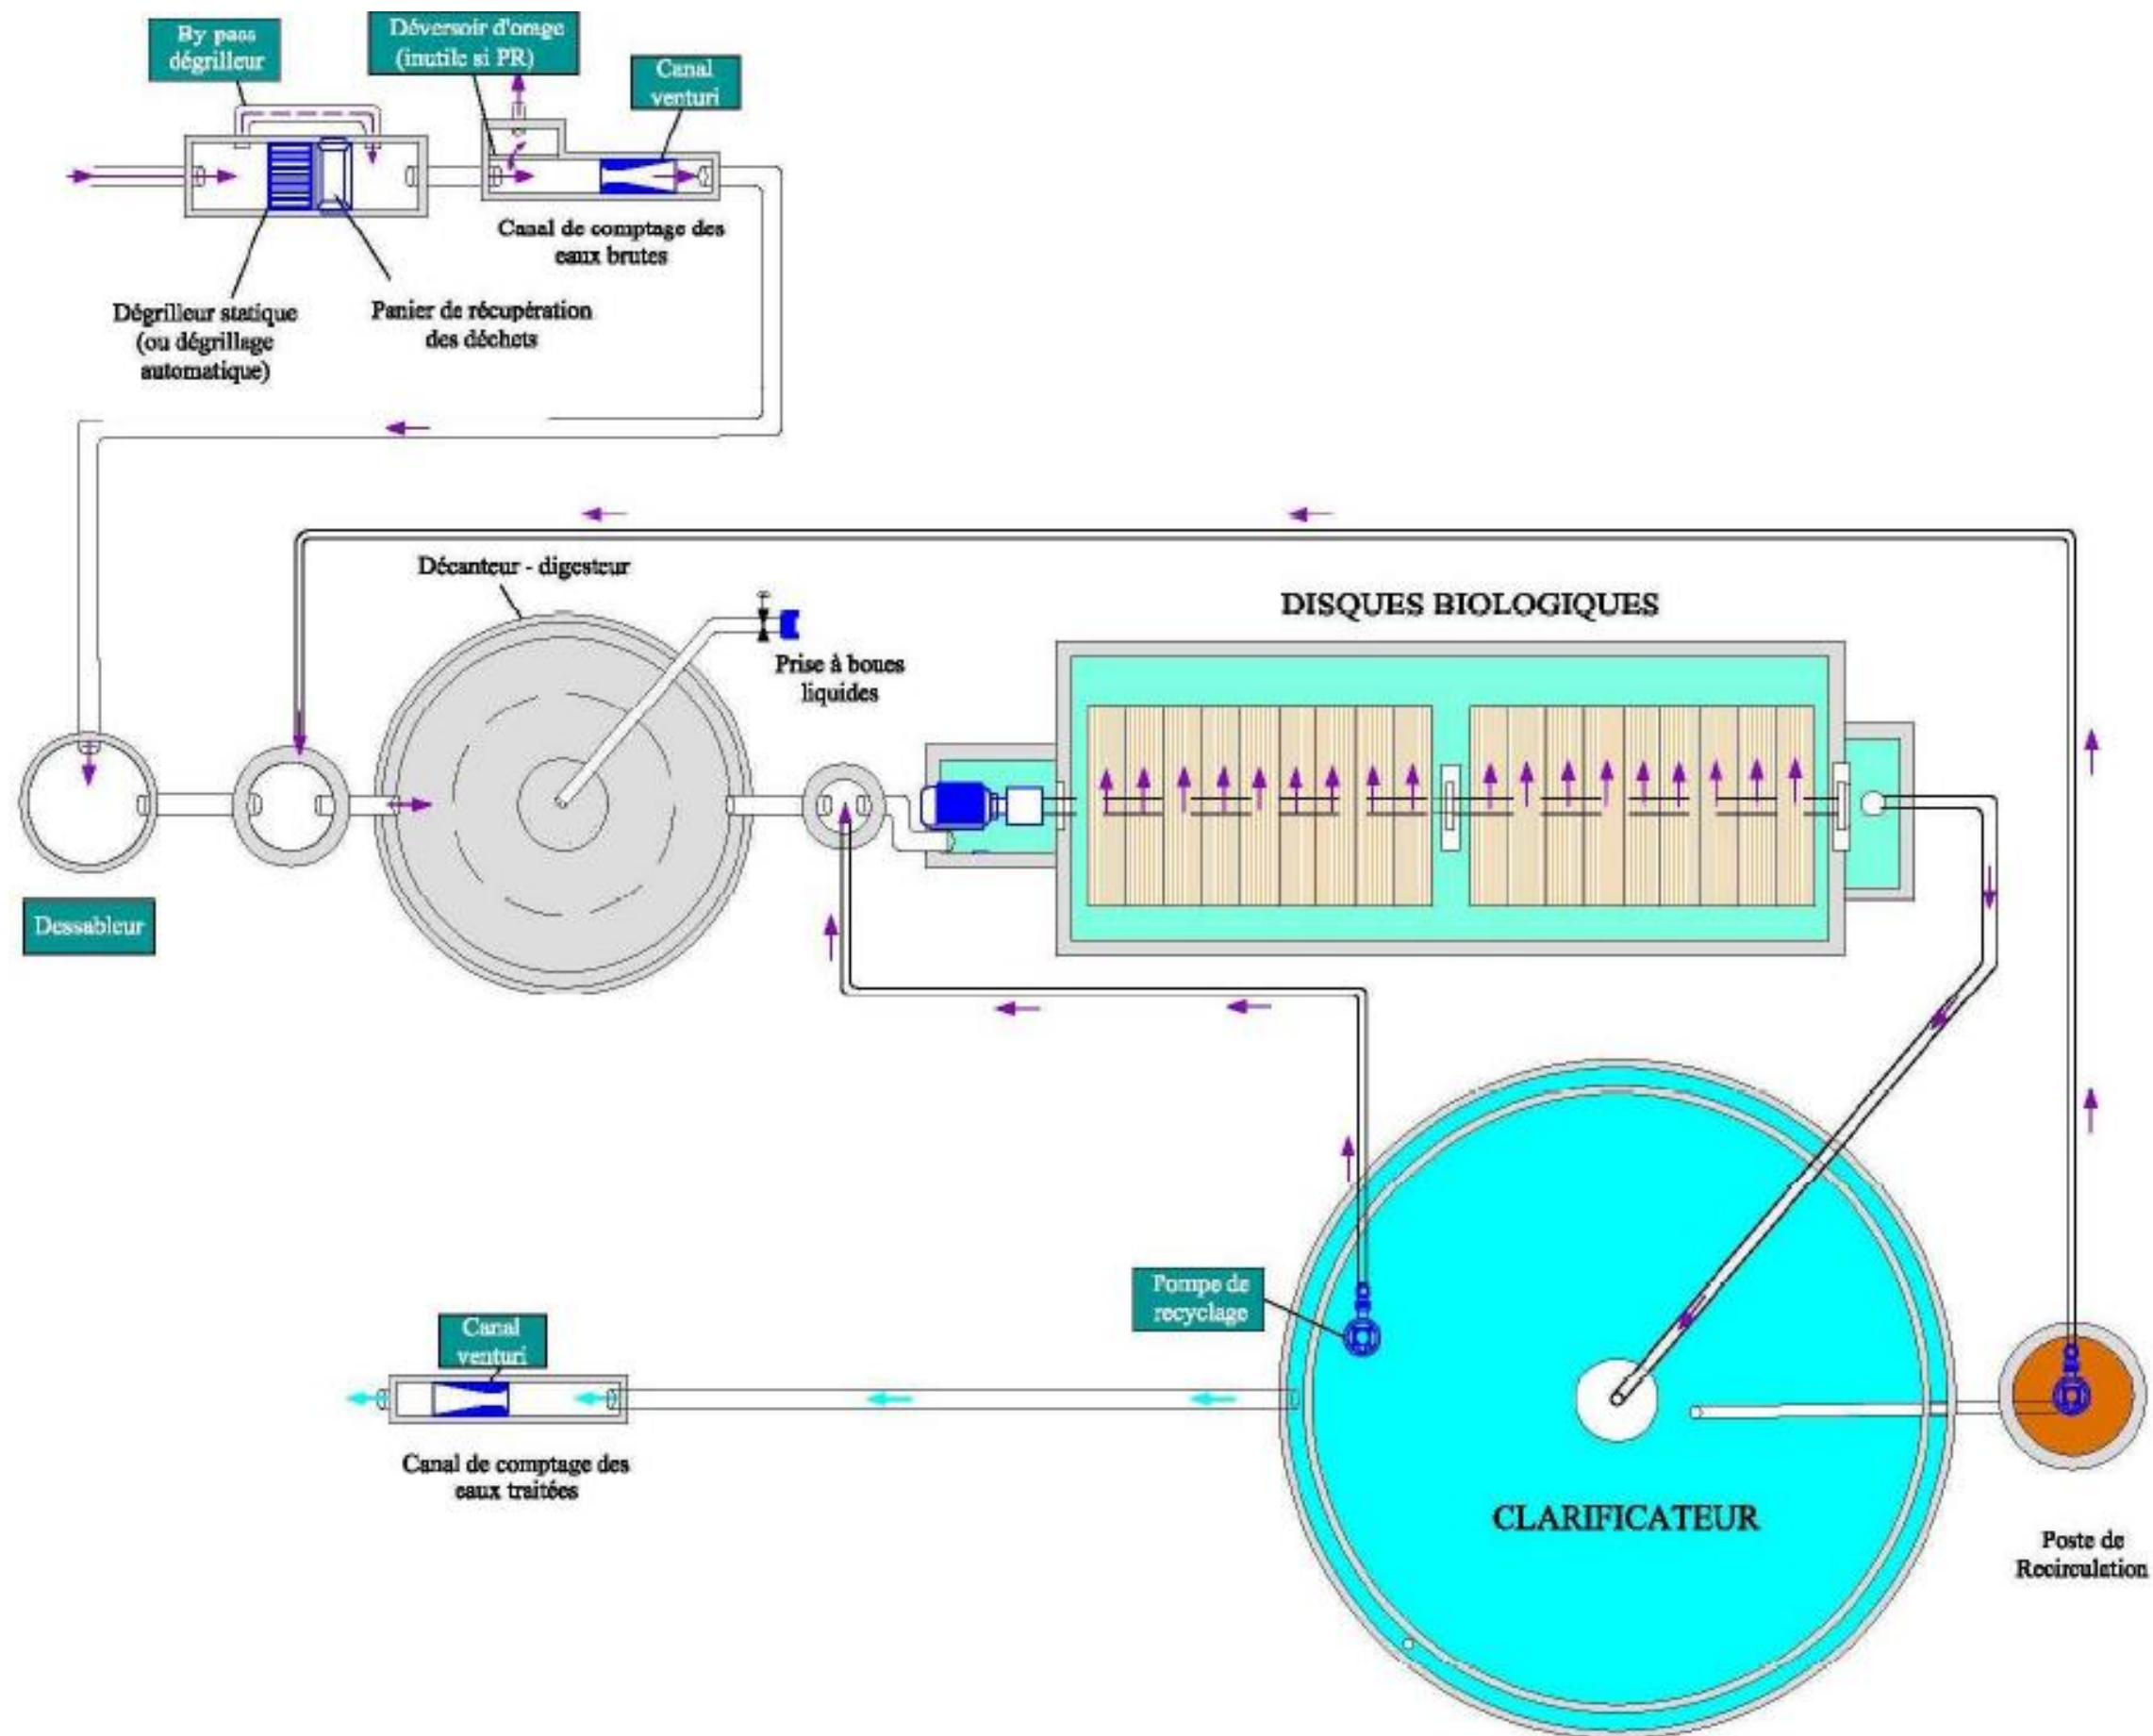 By pass
dégrilleur
Déversoir d'orage
(inutile si PR)
Canal
venturi
Canal de comptage des
eaux brutes
Dégrilleur statique
(ou dégrillage
automatique)
Panier de récupération
des déchets
Décanteur - digesteur
Prise à boues
liquides
DISQUES BIOLOGIQUES
Dessableur
Pompe de
recyclage
Canal
venturi
Canal de comptage des
eaux traitées
CLARIFICATEUR
Poste de
Recirculation